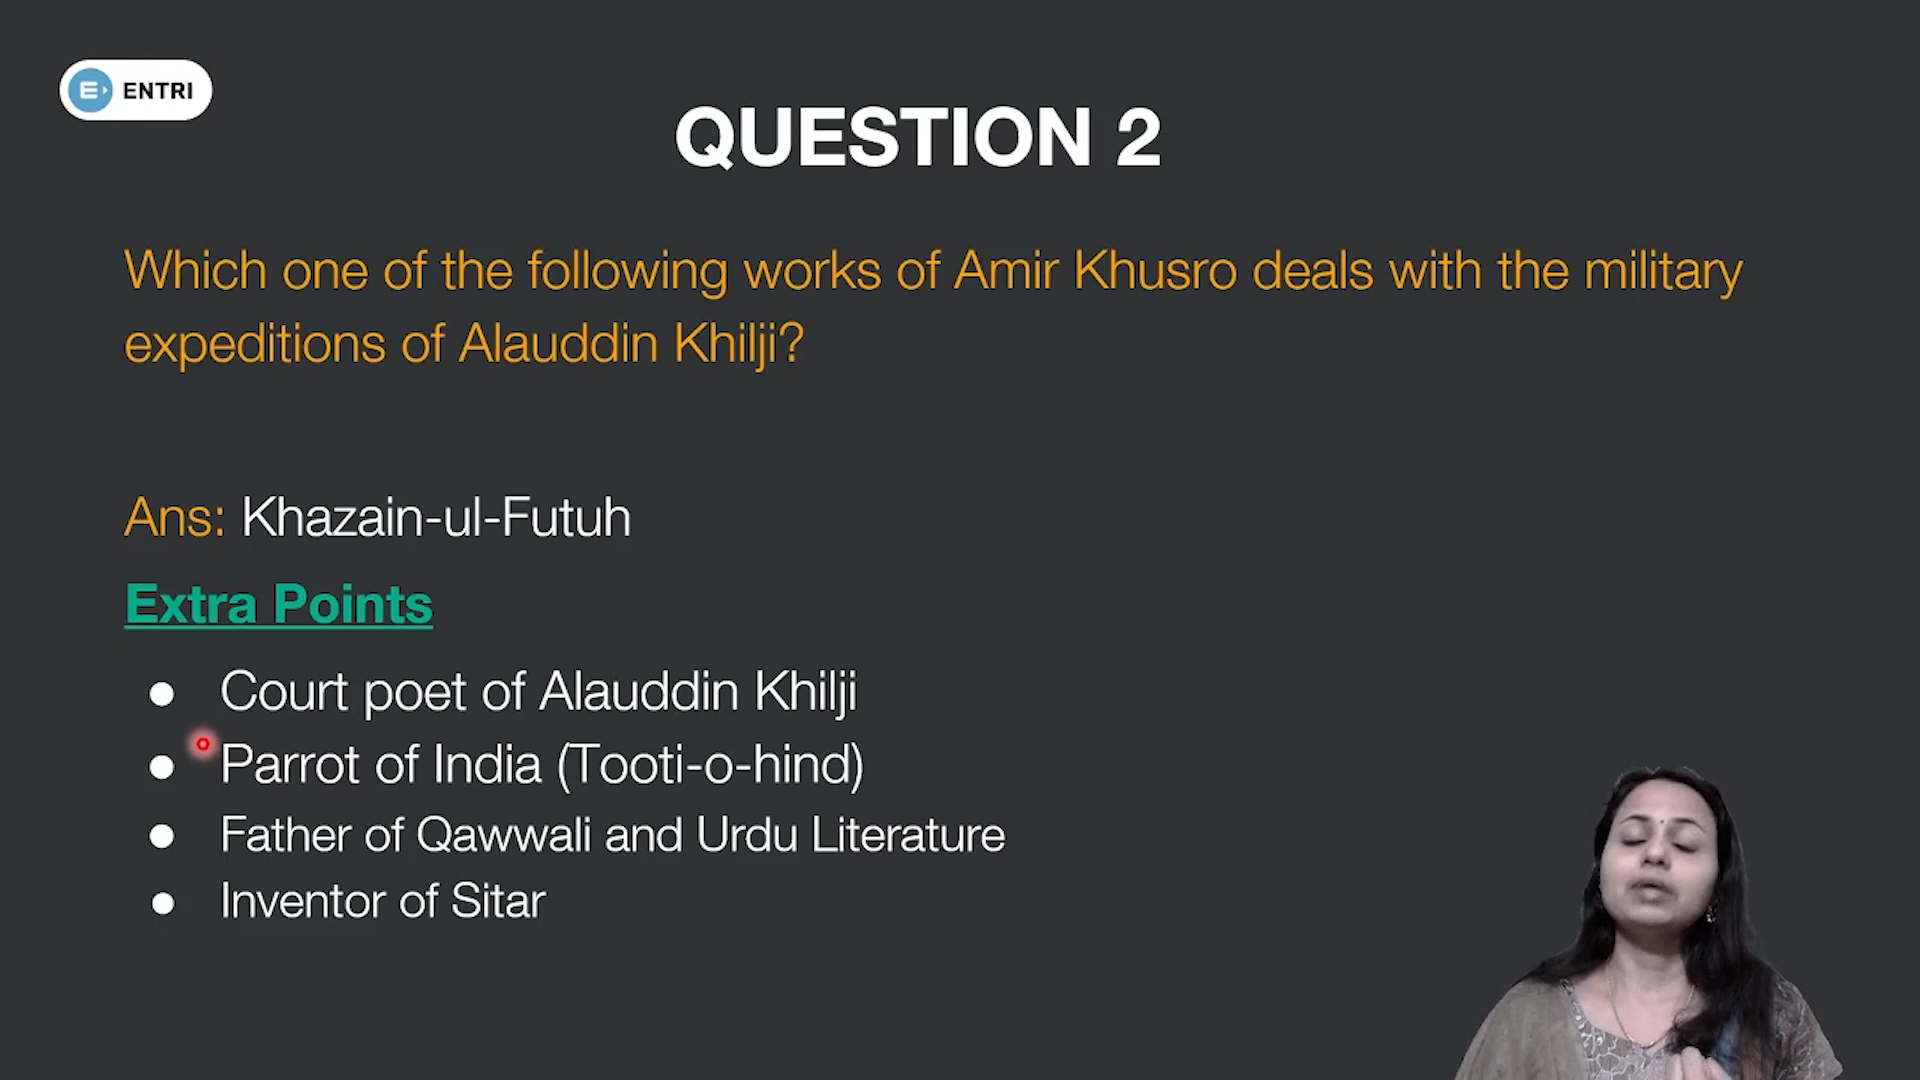 ENTRI
QUESTION 2
Which one of the following works of Amir Khusro deals with the military
expeditions of Alauddin Khilji?
Ans: Khazain-ul-Futuh
Extra Points
● Court poet of Alauddin Khilji
● Parrot of India (Tooti-o-hind)
● Father of Qawwali and Urdu Literature
● Inventor of Sitar